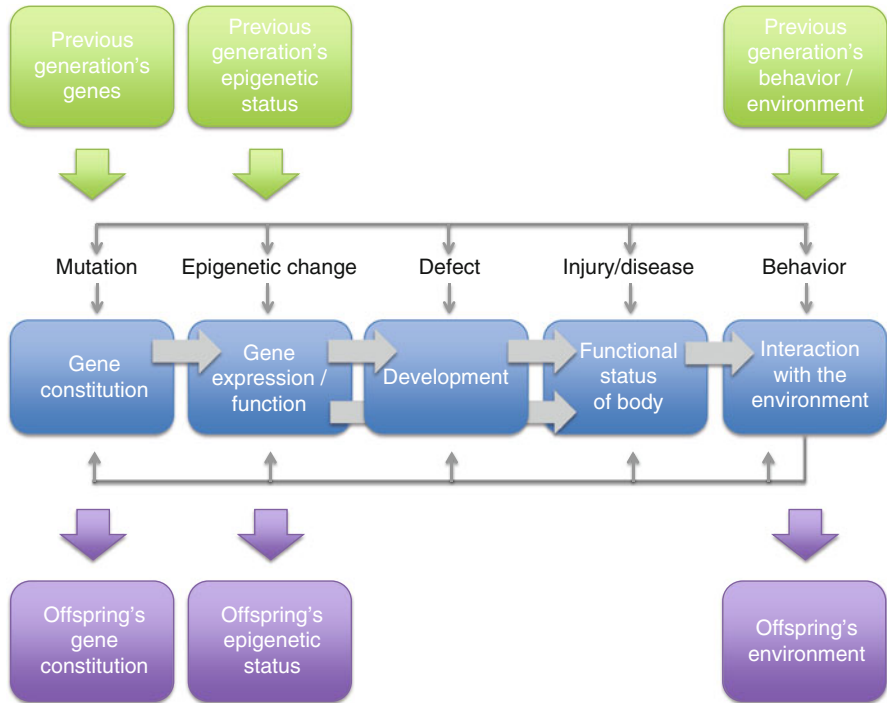 Previous
generation's
genes
Previous
generation's
epigenetic
status
Previous
generation's
behavior /
environment
Mutation
Epigenetic change
Defect
Injury/disease
Behavior
Gene
constitution
Gene
expression /
function
Development
Functional
status
of body
Interaction
with the
environment
Offspring's
gene
constitution
Offspring's
epigenetic
status
Offspring's
environment